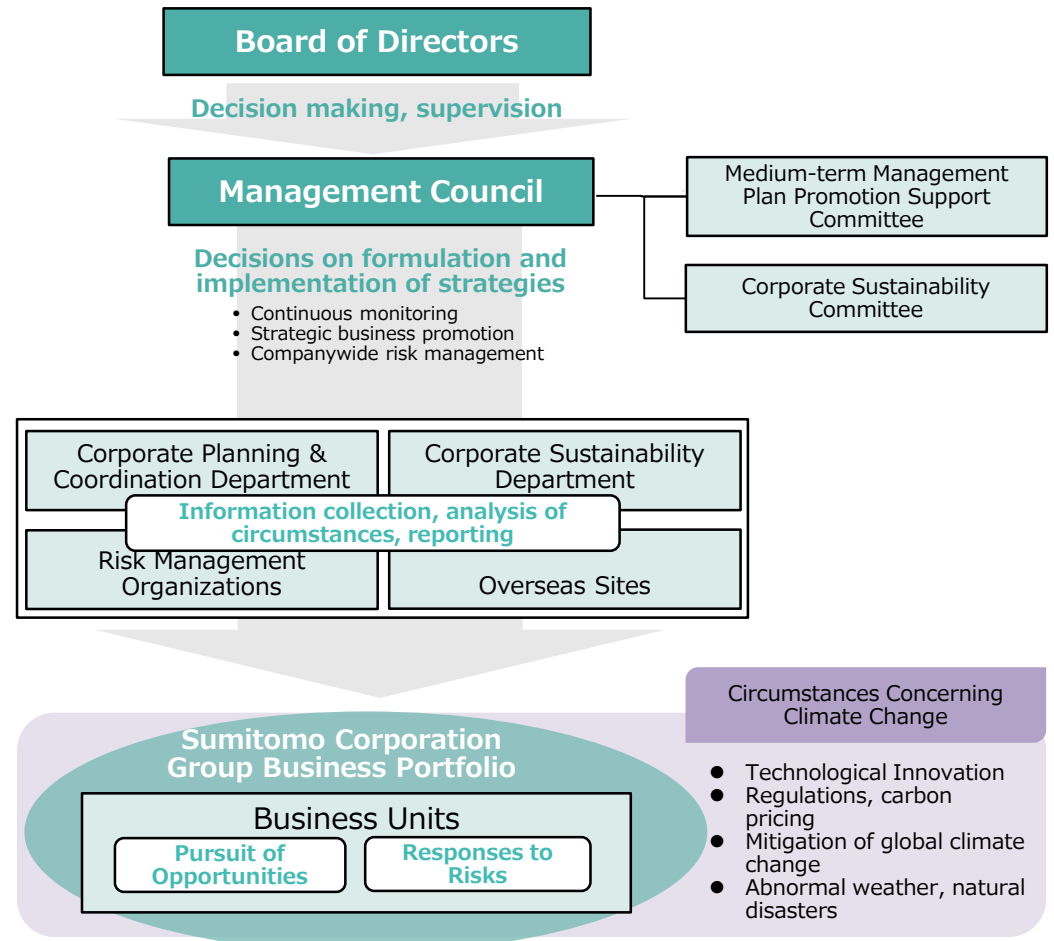 Board of Directors
Decision making, supervision
Management Council
Medium-term Management
Plan Promotion Support
Committee
Decisions on formulation and
implementation of strategies
• Continuous monitoring
• Strategic business promotion
• Companywide risk management
Corporate Sustainability
Committee
Corporate Planning &
Coordination Department
Corporate Sustainability
Department
Information collection, analysis of
circumstances, reporting
Risk Management
Organizations
Overseas Sites
Circumstances Concerning
Climate Change
Sumitomo Corporation
Group Business Portfolio
Business Units
Pursuit of
Opportunities
Responses to
Risks
● Technological Innovation
● Regulations, carbon
pricing
● Mitigation of global climate
change
● Abnormal weather, natural
disasters